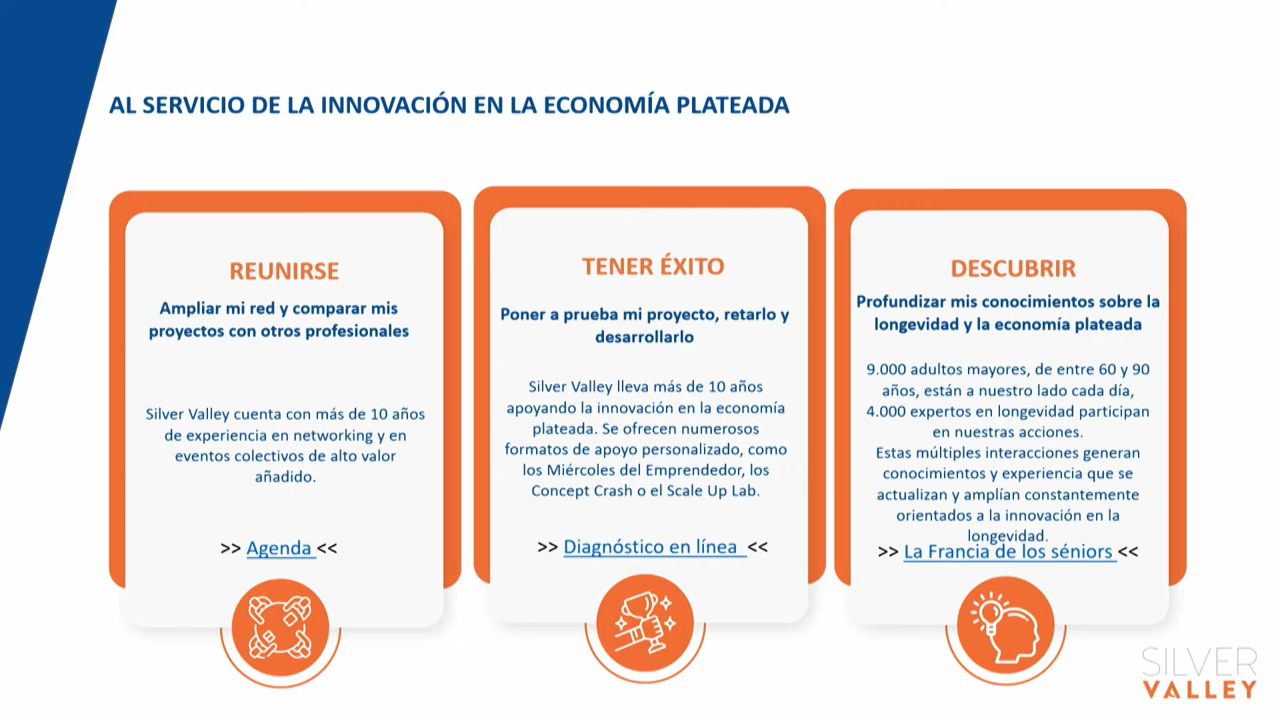 AL SERVICIO DE LA INNOVACIÓN EN LA ECONOMÍA PLATEADA
REUNIRSE
Ampliar mi red y comparar mis
proyectos con otros profesionales
Silver Valley cuenta con más de 10 años
de experiencia en networking y en
eventos colectivos de alto valor
añadido.
>> Agenda <<
TENER ÉXITO
Poner a prueba mi proyecto, retarlo y
desarrollarlo
Silver Valley lleva más de 10 años
apoyando la innovación en la economía
plateada. Se ofrecen numerosos
formatos de apoyo personalizado, como
los Miércoles del Emprendedor, los
Concept Crash o el Scale Up Lab.
>> Diagnóstico en línea <<
DESCUBRIR
Profundizar mis conocimientos sobre la
longevidad y la economía plateada
9.000 adultos mayores, de entre 60 y 90
años, están a nuestro lado cada día,
4.000 expertos en longevidad participan
en nuestras acciones.
Estas múltiples interacciones generan
conocimientos y experiencia que se
actualizan y amplían constantemente
orientados a la innovación en la
longevidad.
>> La Francia de los séniors <<
SILVER
VALLEY